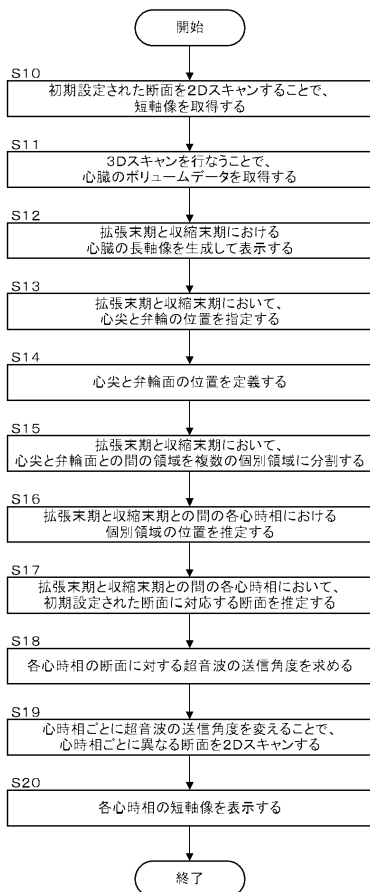 開始
S10
初期設定された断面を2Dスキャンすることで、
短軸像を取得する
S11
3Dスキャンを行なうことで、
心臓のボリュームデータを取得する
S12
拡張末期と収縮末期における
心臓の長軸像を生成して表示する
S13
拡張末期と収縮末期において、
心尖と弁輪の位置を指定する
S14
心尖と弁輪面の位置を定義する
S15
拡張末期と収縮末期において、
心尖と弁輪面との間の領域を複数の個別領域に分割する
S16
拡張末期と収縮末期との間の各心時相における
個別領域の位置を推定する
S17
拡張末期と収縮末期との間の各心時相において、
初期設定された断面に対応する断面を推定する
S18
各心時相の断面に対する超音波の送信角度を求める
S19
心時相ごとに超音波の送信角度を変えることで、
心時相ごとに異なる断面を2Dスキャンする
S20
各心時相の短軸像を表示する
終了